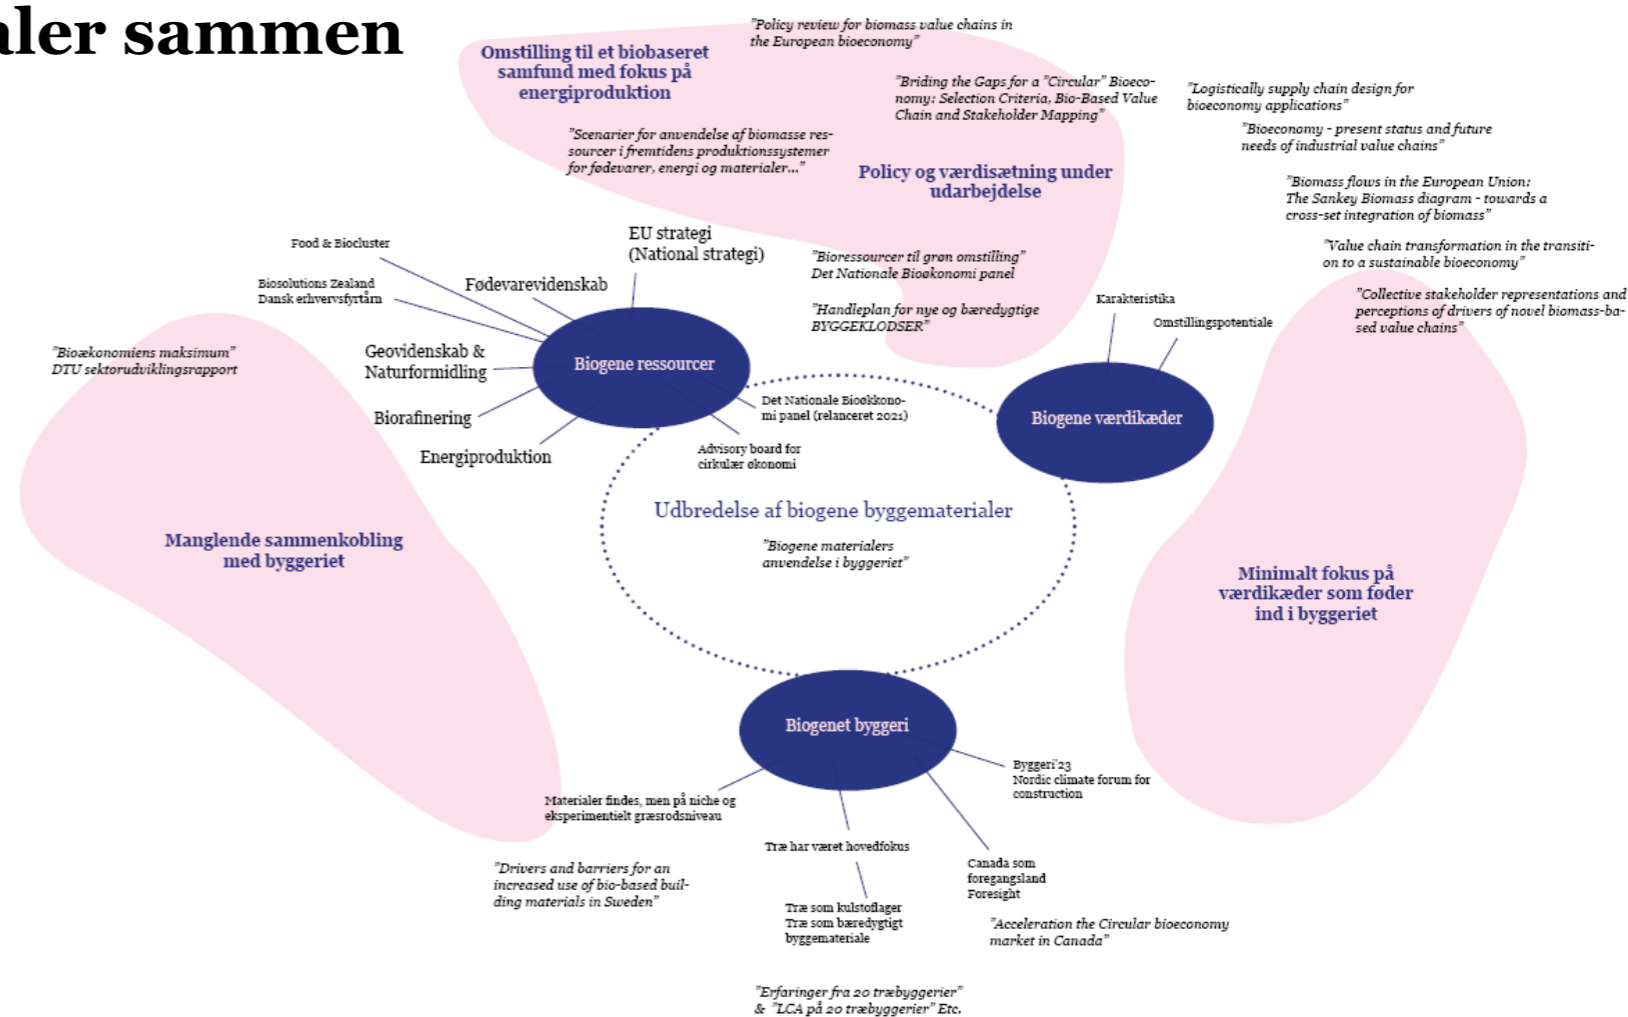 aler sammen
"Policy review for biomass value chains in
the European bioeconomy"
Omstilling til et biobaseret
samfund med fokus på
energiproduktion
"Briding the Gaps for a "Circular" Bioeco-
nomy: Selection Criteria, Bio-Based Value
Chain and Stakeholder Mapping"
"Logistically supply chain design for
bioeconomy applications"
"Scenarier for anvendelse af biomasse res-
sourcer i fremtidens produktionssystemer
for fødevarer, energi og materialer..."
"Bioeconomy - present status and future
needs of industrial value chains"
Policy og værdisætning under
udarbejdelse
"Biomass flows in the European Union:
The Sankey Biomass diagram - towards a
cross-set integration of biomass"
"Value chain transformation in the transiti-
on to a sustainable bioeconomy"
"Collective stakeholder representations and
perceptions of drivers of novel biomass-ba-
sed value chains"
EU strategi
(National strategi)
Food & Biocluster
Biosolutions Zealand
Dansk erhvervsfyrtårn
Fødevarevidenskab
"Bioressourcer til grøn omstilling"
Det Nationale Bioøkonomi panel
"Handleplan for nye og bæredygtige
BYGGEKLODSER"
Karakteristika
Omstillingspotentiale
"Bioækonomiens maksimum"
DTU sektorudviklingsrapport
Geovidenskab &
Naturformidling
Biogene ressourcer
Biorafinering
Energiproduktion
Det Nationale Bioøkkono-
mi panel (relanceret 2021)
Advisory board for
cirkulær økonomi
Biogene værdikæder
Udbredelse af biogene byggematerialer
"Biogene materialers
anvendelse i byggeriet"
Manglende sammenkobling
med byggeriet
Minimalt fokus på
værdikæder som føder
ind i byggeriet
Biogenet byggeri
Byggeri'23
Nordic climate forum for
construction
Materialer findes, men på niche og
eksperimentielt græsrodsniveau
Træ har været hovedfokus
Canada som
foregangsland
Foresight
"Drivers and barriers for an
increased use of bio-based buil-
ding materials in Sweden"
Træ som kulstoflager
Træ som bæredygtigt
byggemateriale
"Acceleration the Circular bioeconomy
market in Canada"
"Erfaringer fra 20 træbyggerier"
& "LCA på 20 træbyggerier" Etc.